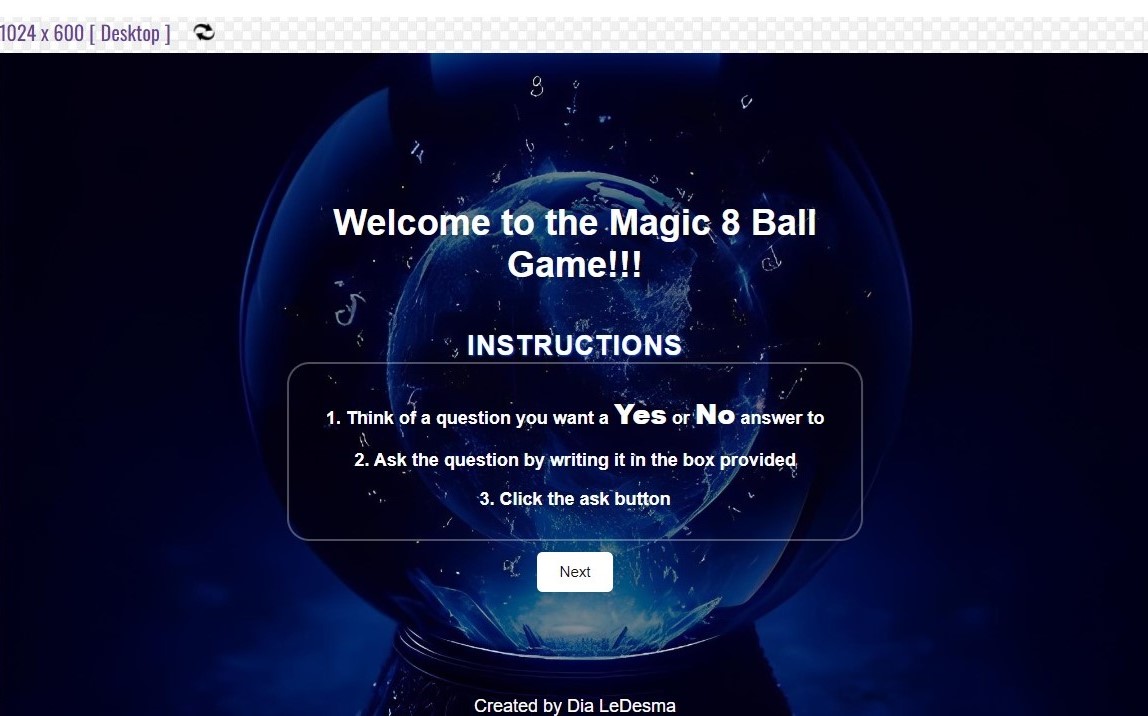 1024 x 600 [ Desktop ]
Welcome to the Magic 8 Ball
Game!!!
INSTRUCTIONS
1. Think of a question you want a Yes or No answer to
2. Ask the question by writing it in the box provided
3. Click the ask button
Next
Created by Dia LeDesma